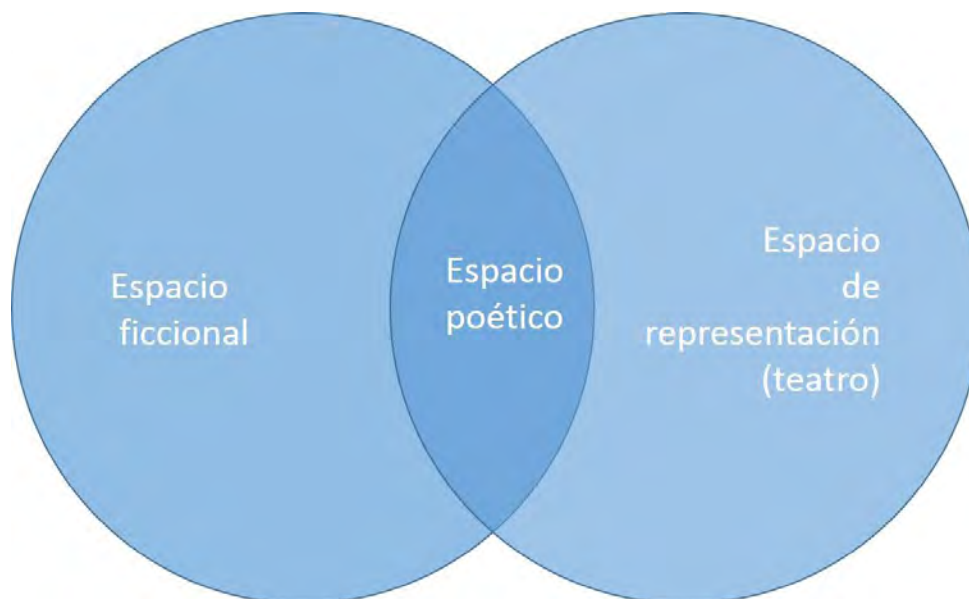 Espacio
ficcional
Espacio
poético
Espacio
de
representación
(teatro)